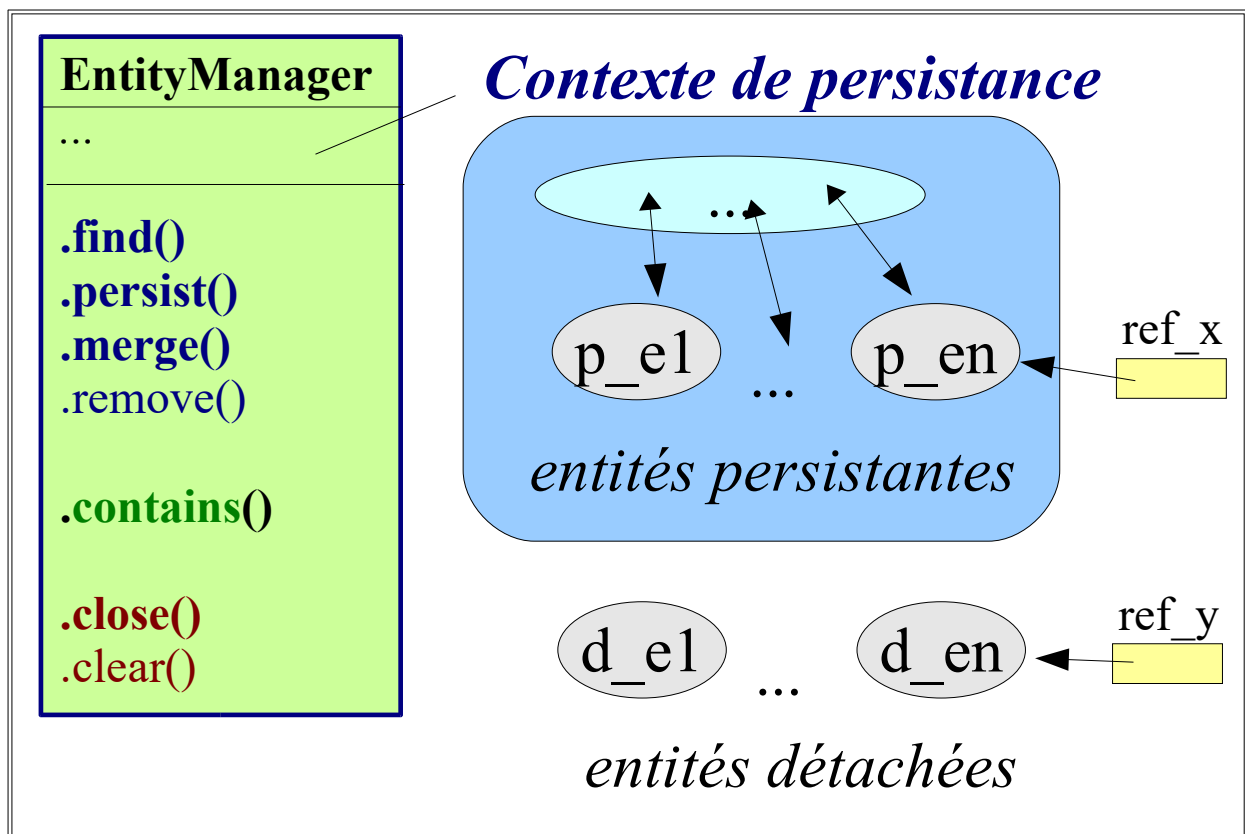 EntityManager
...
.find()
.persist()
.merge()
.remove()
.contains()
.close()
.clear()
Contexte de persistance
...
p_e1
...
p_en
ref_x
entités persistantes
d_e1
...
d_en
ref_y
entités détachées